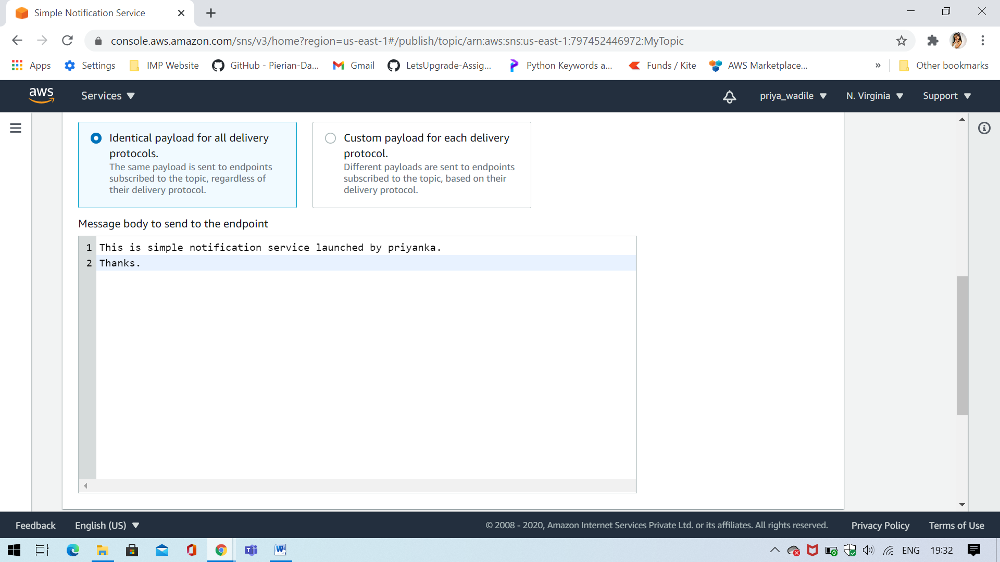 Simple Notification Service
console.aws.amazon.com/sns/v3/home?region=us-east-1#/publish/topic/arn:aws:sns:us-east-1:797452446972:MyTopic
Apps Settings IMP Website GitHub - Pierian-Da... Gmail LetsUpgrade-Assig... Python Keywords a... Funds / Kite AWS Marketplace... » Other bookmarks
aws Services priya_wadile N. Virginia Support
Identical payload for all delivery
protocols.
The same payload is sent to endpoints
subscribed to the topic, regardless of
their delivery protocol.
Custom payload for each delivery
protocol.
Different payloads are sent to endpoints
subscribed to the topic, based on their
delivery protocol.
Message body to send to the endpoint
1 This is simple notification service launched by priyanka.
2 Thanks.
Feedback English (US) © 2008 - 2020, Amazon Internet Services Private Ltd. or its affiliates. All rights reserved. Privacy Policy Terms of Use
ENG 19:32